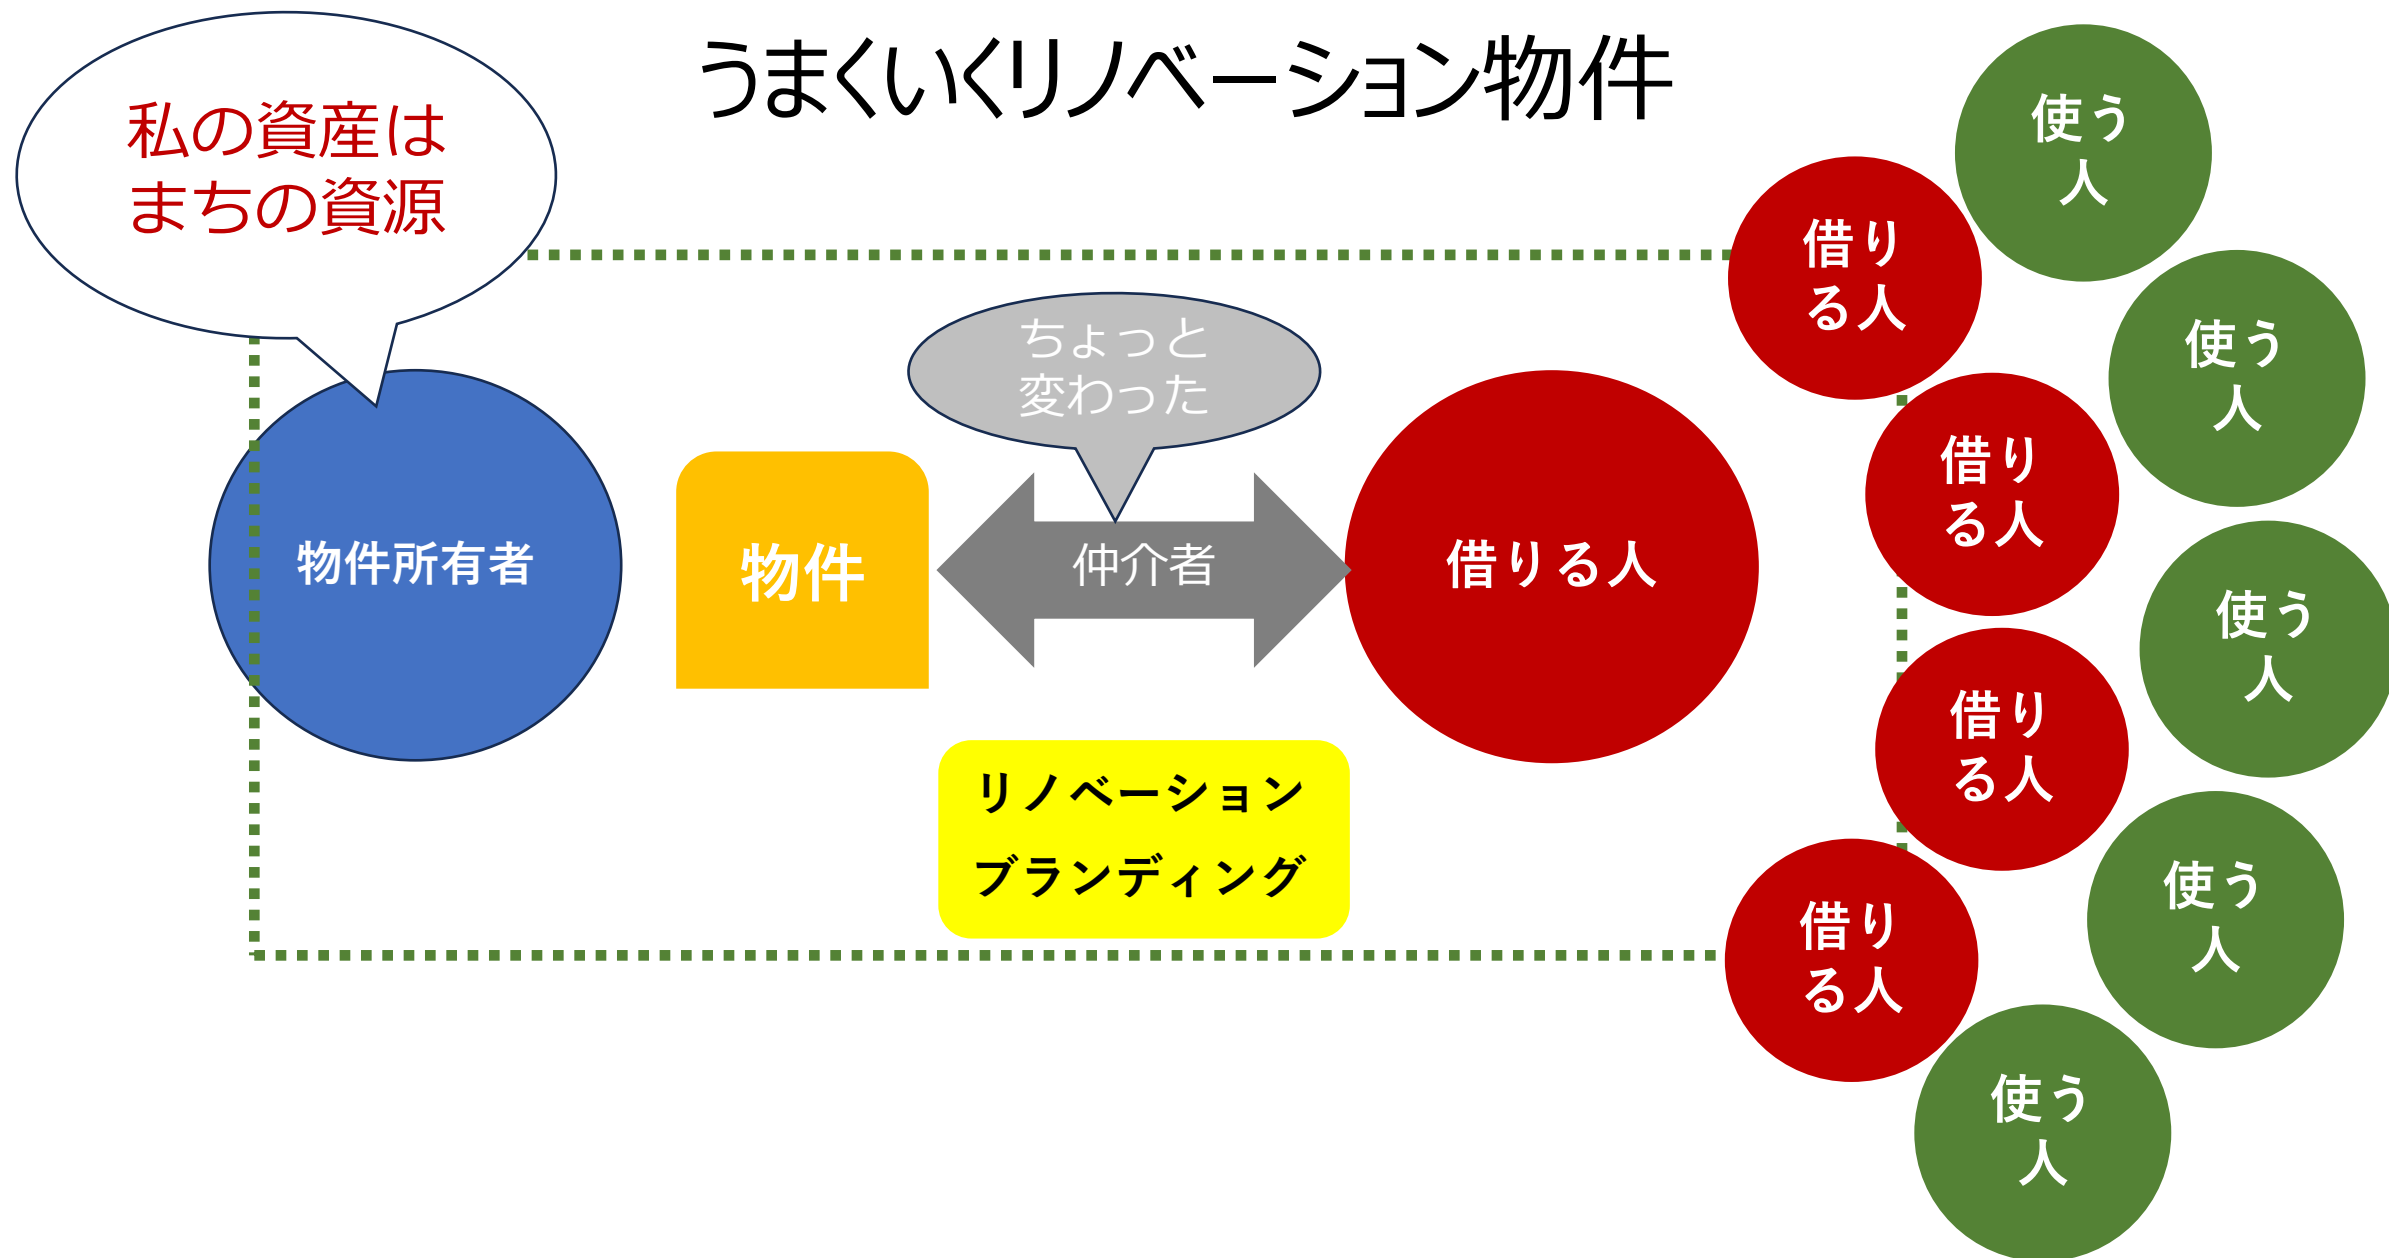 うまくいくリノベーション物件
私の資産は
まちの資源
物件所有者
物件
ちょっと
変わった
仲介者
リノベーション
ブランディング
借りる人
借り
る人
借り
る人
借り
る人
借り
る人
使う
人
使う
人
使う
人
使う
人
使う
人